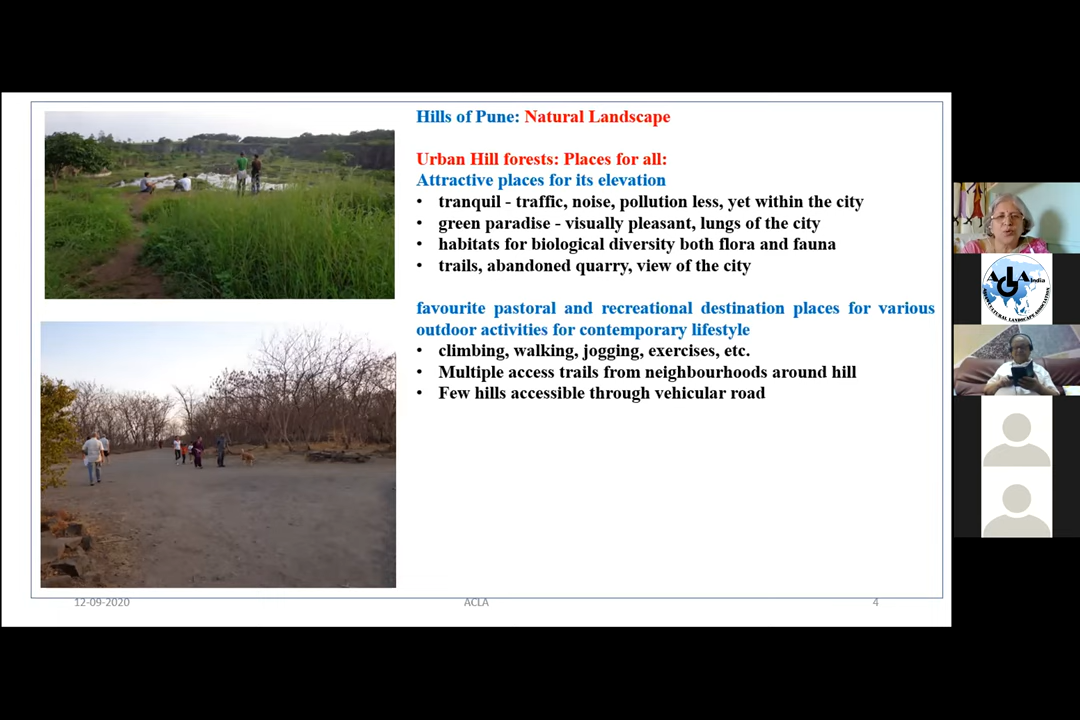 Hills of Pune: Natural Landscape
Urban Hill forests: Places for all:
Attractive places for its elevation
• tranquil - traffic, noise, pollution less, yet within the city
• green paradise - visually pleasant, lungs of the city
• habitats for biological diversity both flora and fauna
• trails, abandoned quarry, view of the city
favourite pastoral and recreational destination places for various
outdoor activities for contemporary lifestyle
• climbing, walking, jogging, exercises, etc.
• Multiple access trails from neighbourhoods around hill
• Few hills accessible through vehicular road
12-09-2020 ACLA 4
ACLA India